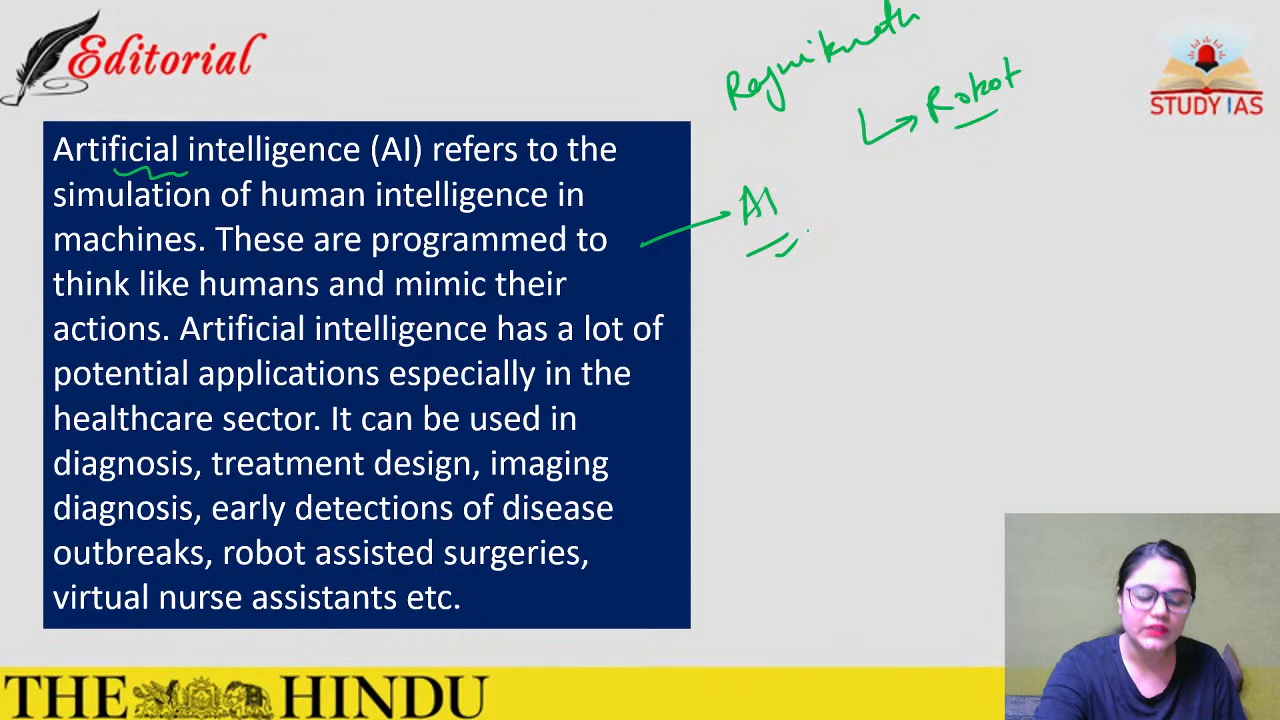 Editorial
Rajniknath
Robot
STUDY IAS
AI
Artificial intelligence (AI) refers to the
simulation of human intelligence in
machines. These are programmed to
think like humans and mimic their
actions. Artificial intelligence has a lot of
potential applications especially in the
healthcare sector. It can be used in
diagnosis, treatment design, imaging
diagnosis, early detections of disease
outbreaks, robot assisted surgeries,
virtual nurse assistants etc.
THE HINDU